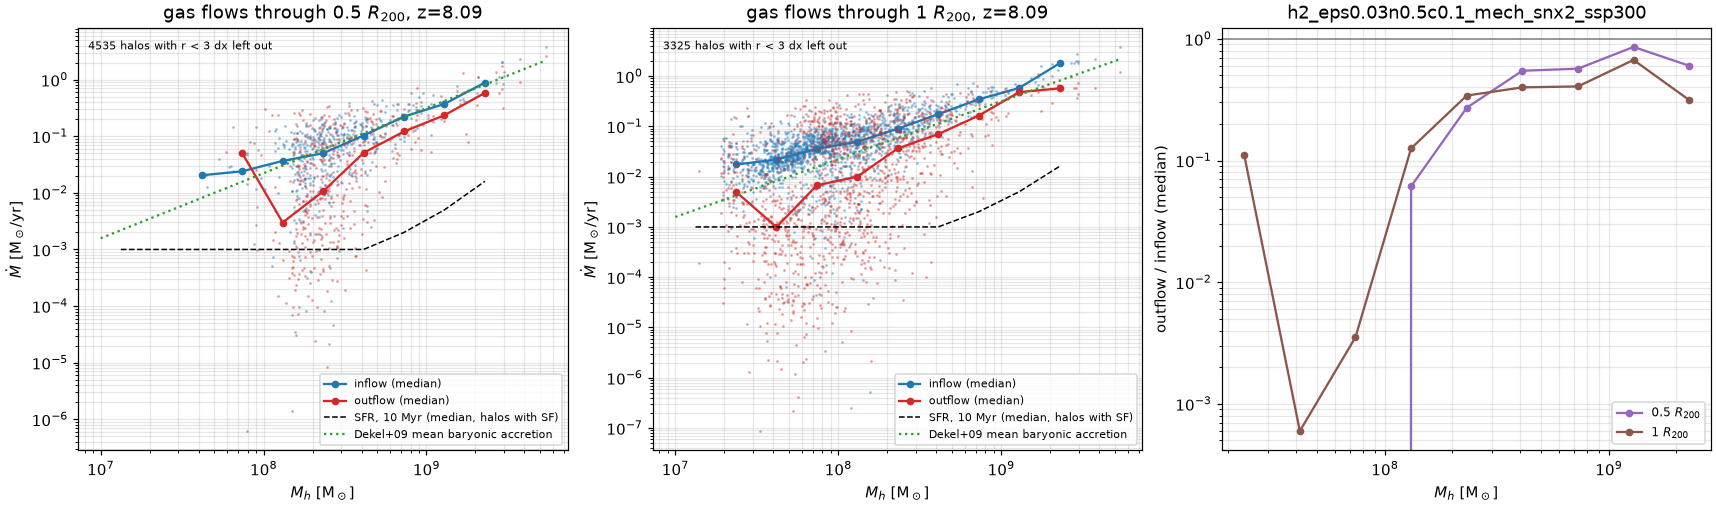 gas flows through 0.5 R200, z=8.09
4535 halos with r < 3 dx left out
10⁰
10⁻¹
10⁻²
10⁻³
10⁻⁴
10⁻⁵
10⁻⁶
Ṁ [M⊙/yr]
inflow (median)
outflow (median)
SFR, 10 Myr (median, halos with SF)
Dekel+09 mean baryonic accretion
10⁷
10⁸
10⁹
Mh [M⊙]
gas flows through 1 R200, z=8.09
3325 halos with r < 3 dx left out
10⁰
10⁻¹
10⁻²
10⁻³
10⁻⁴
10⁻⁵
10⁻⁶
10⁻⁷
Ṁ [M⊙/yr]
inflow (median)
outflow (median)
SFR, 10 Myr (median, halos with SF)
Dekel+09 mean baryonic accretion
10⁷
10⁸
10⁹
Mh [M⊙]
h2_eps0.03n0.5c0.1_mech_snx2_ssp300
10⁰
10⁻¹
10⁻²
10⁻³
outflow / inflow (median)
0.5 R200
1 R200
10⁸
10⁹
Mh [M⊙]